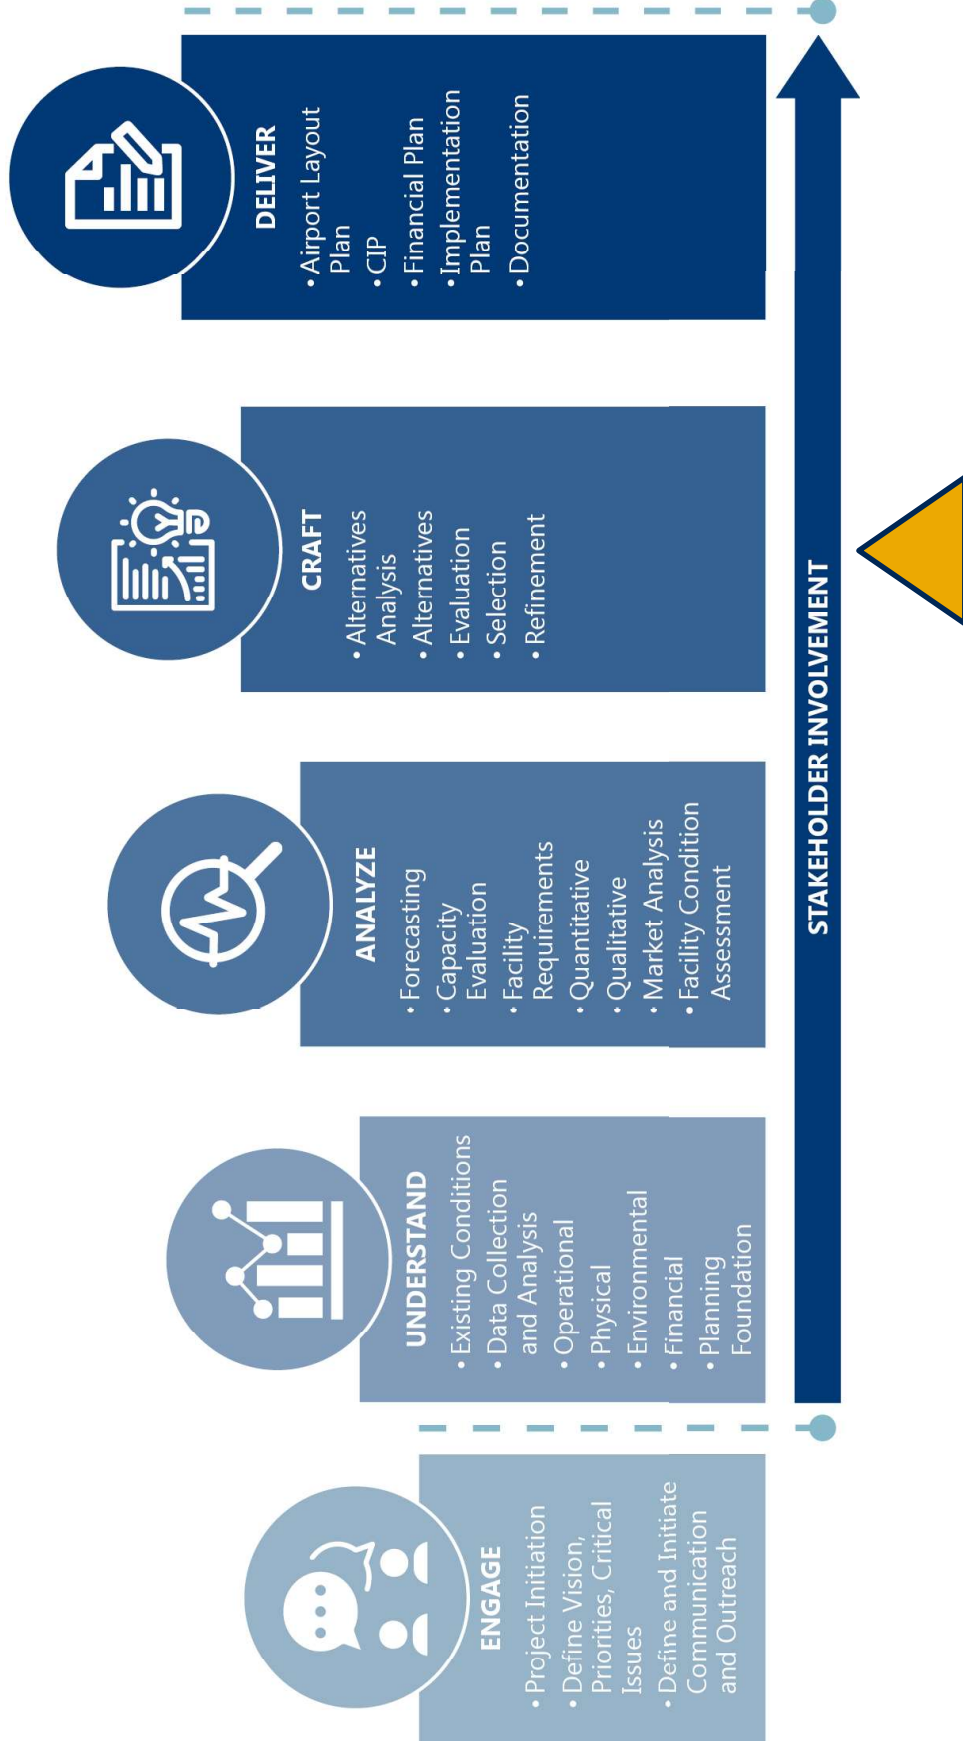 ENGAGE
• Project Initiation
• Define Vision,
Priorities, Critical
Issues
• Define and Initiate
Communication
and Outreach
UNDERSTAND
• Existing Conditions
• Data Collection
and Analysis
• Operational
• Physical
• Environmental
• Financial
• Planning
Foundation
ANALYZE
• Forecasting
• Capacity
Evaluation
• Facility
Requirements
• Quantitative
• Qualitative
• Market Analysis
• Facility Condition
Assessment
CRAFT
• Alternatives
Analysis
• Alternatives
• Evaluation
• Selection
• Refinement
DELIVER
• Airport Layout
Plan
• CIP
• Financial Plan
• Implementation
Plan
• Documentation
STAKEHOLDER INVOLVEMENT